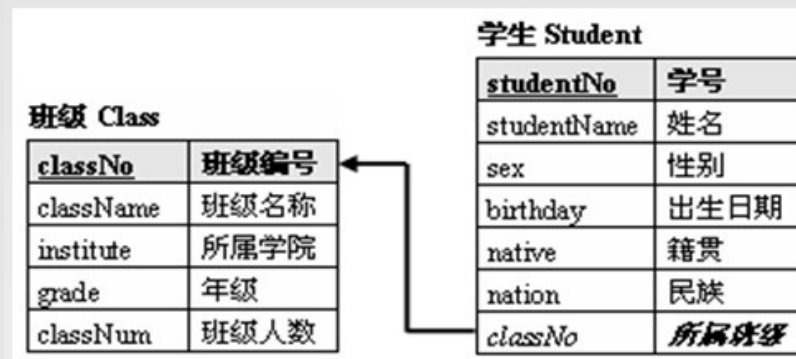 班级 Class
classNo 班级编号
className 班级名称
institute 所属学院
grade 年级
classNum 班级人数
学生 Student
studentNo 学号
studentName 姓名
sex 性别
birthday 出生日期
native 籍贯
nation 民族
classNo 所属班级